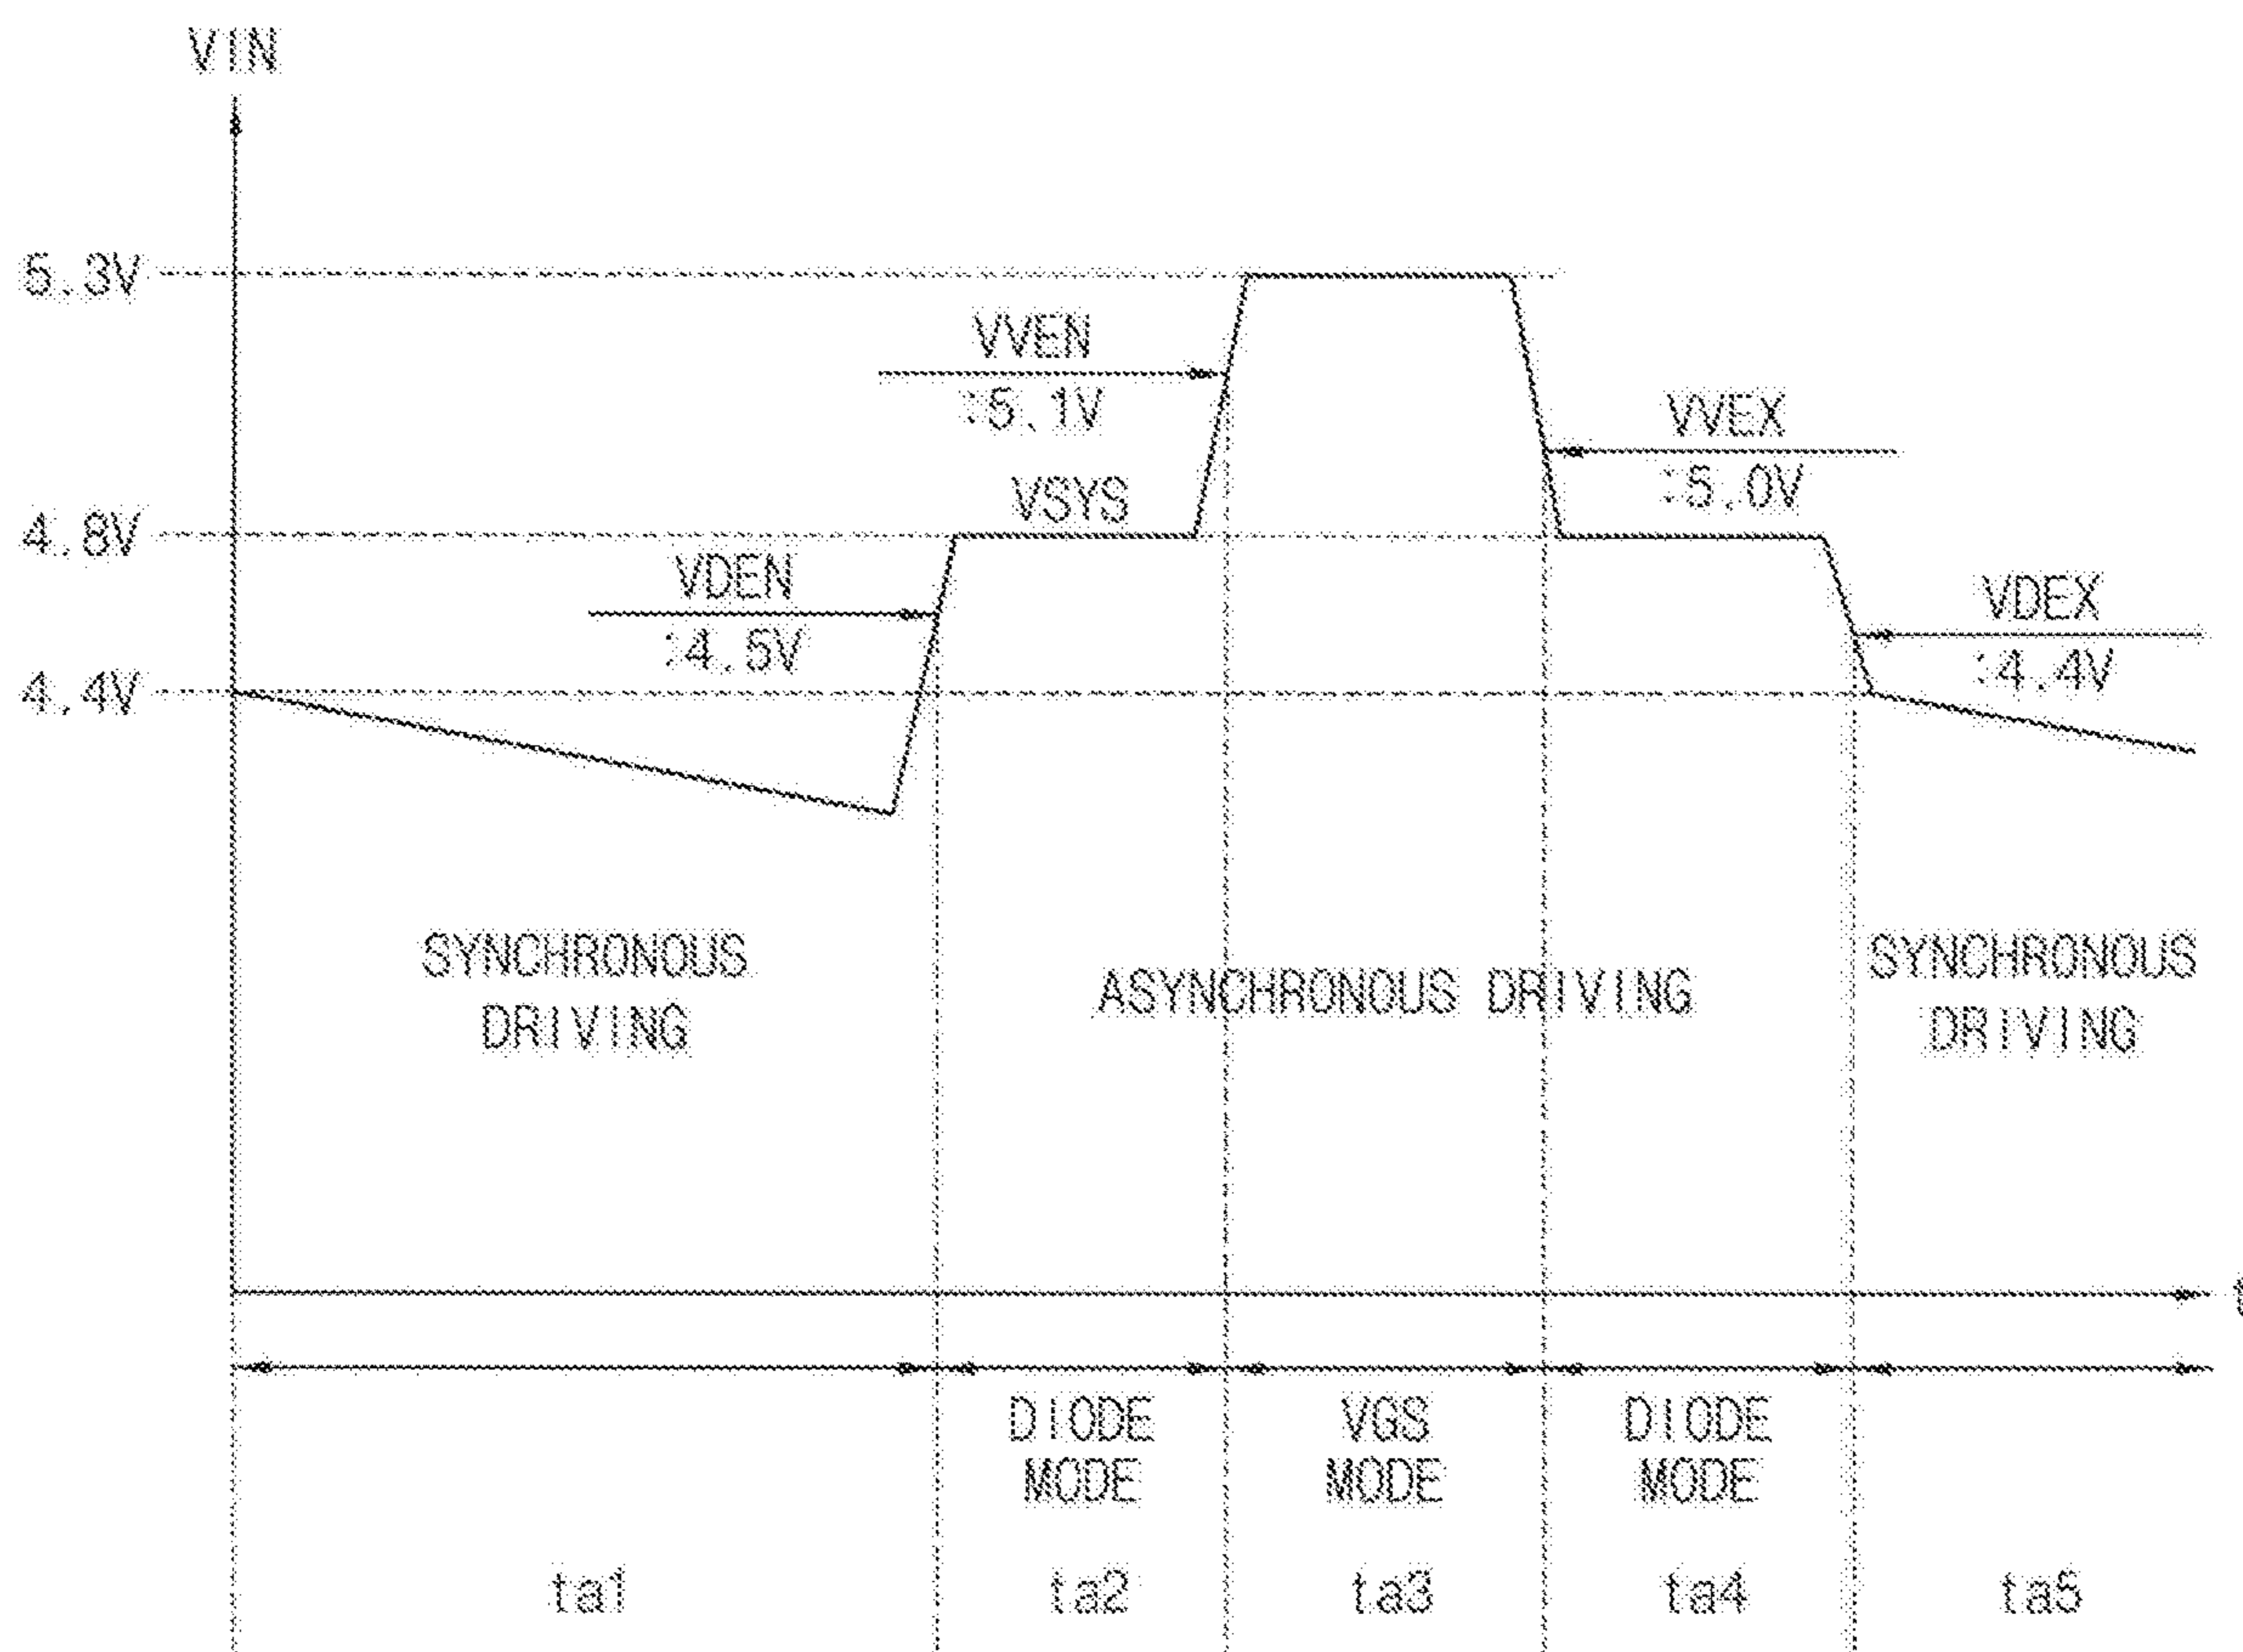 VIN
5.3V
VVEN
:5.1V
VVEX
:5.0V
VSYS
4.8V
VDEN
:4.5V
VDEX
:4.4V
4.4V
SYNCHRONOUS
DRIVING
ASYNCHRONOUS DRIVING
SYNCHRONOUS
DRIVING
t
DIODE
MODE
VGS
MODE
DIODE
MODE
ta1
ta2
ta3
ta4
ta5